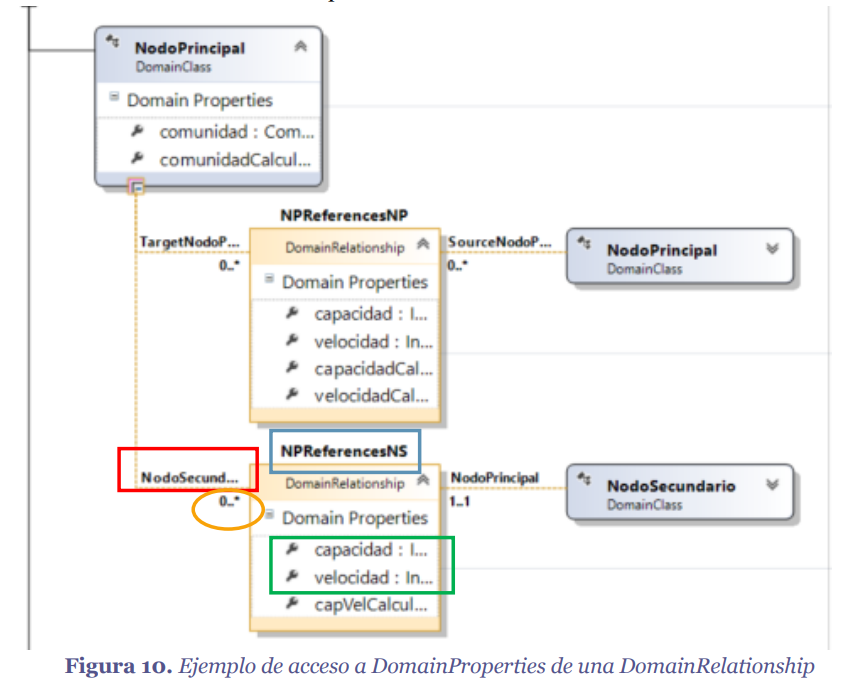 NodoPrincipal
DomainClass
Domain Properties
comunidad : Com...
comunidadCalcul...
NPReferencesNP
TargetNodoP...
0..*
DomainRelationship
SourceNodoP...
0..*
NodoPrincipal
DomainClass
Domain Properties
capacidad : I...
velocidad : In...
capacidadCal...
velocidadCal...
NPReferencesNS
NodoSecund...
0..*
DomainRelationship
NodoPrincipal
1..1
NodoSecundario
DomainClass
Domain Properties
capacidad : I...
velocidad : In...
capVelCalcul...
Figura 10. Ejemplo de acceso a DomainProperties de una DomainRelationship